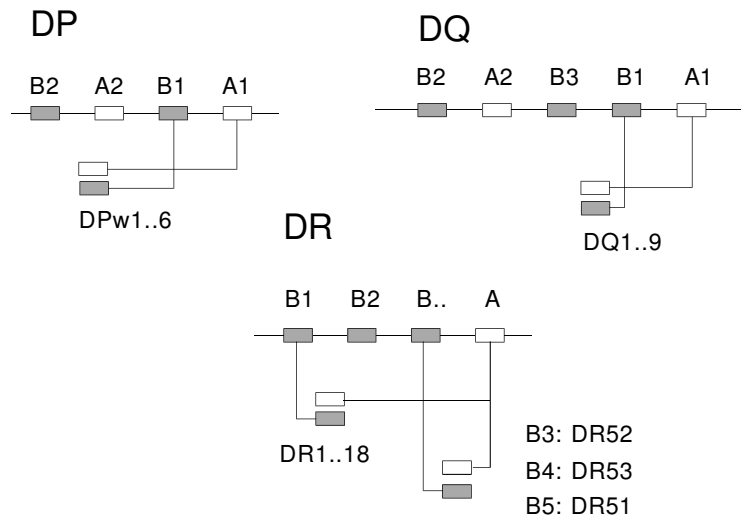 DP
B2 A2 B1 A1
DPw1..6
DQ
B2 A2 B3 B1 A1
DQ1..9
DR
B1 B2 B.. A
DR1..18
B3: DR52
B4: DR53
B5: DR51